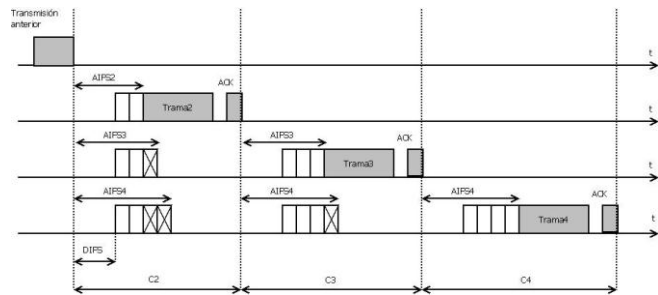 Transmisión
anterior
t
AIFS2
ACK
Trama2
t
AIFS3
AIFS3
ACK
Trama3
t
AIFS4
AIFS4
AIFS4
ACK
Trama4
t
DIFS
C2
C3
C4